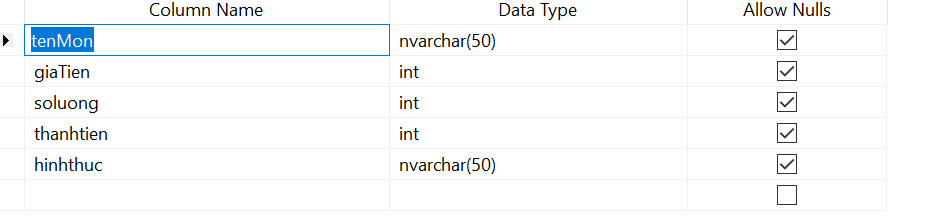 Column Name Data Type Allow Nulls
tenMon nvarchar(50)
giaTien int
soluong int
thanhtien int
hinhthuc nvarchar(50)